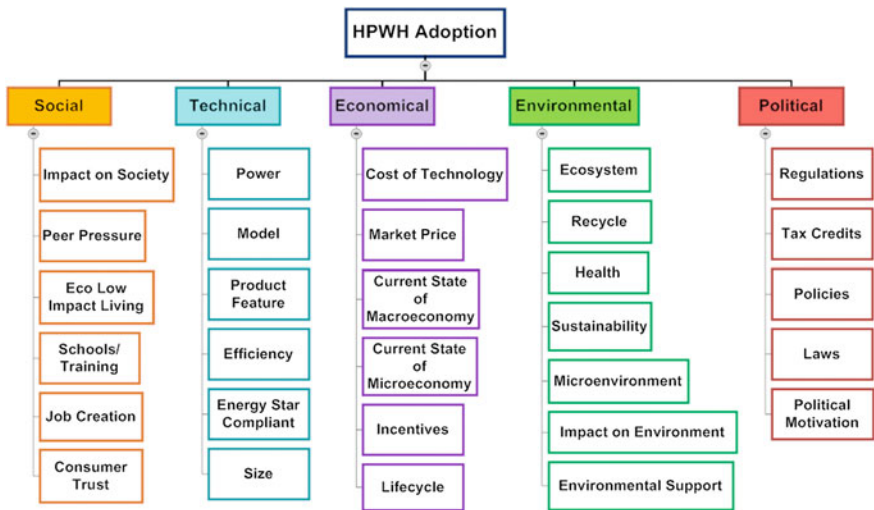 HPWH Adoption
Social
Technical
Economical
Environmental
Political
Impact on Society
Peer Pressure
Eco Low
Impact Living
Schools/
Training
Job Creation
Consumer
Trust
Power
Model
Product
Feature
Efficiency
Energy Star
Compliant
Size
Cost of Technology
Market Price
Current State
of
Macroeconomy
Current State
of
Microeconomy
Incentives
Lifecycle
Ecosystem
Recycle
Health
Sustainability
Microenvironment
Impact on Environment
Environmental Support
Regulations
Tax Credits
Policies
Laws
Political
Motivation